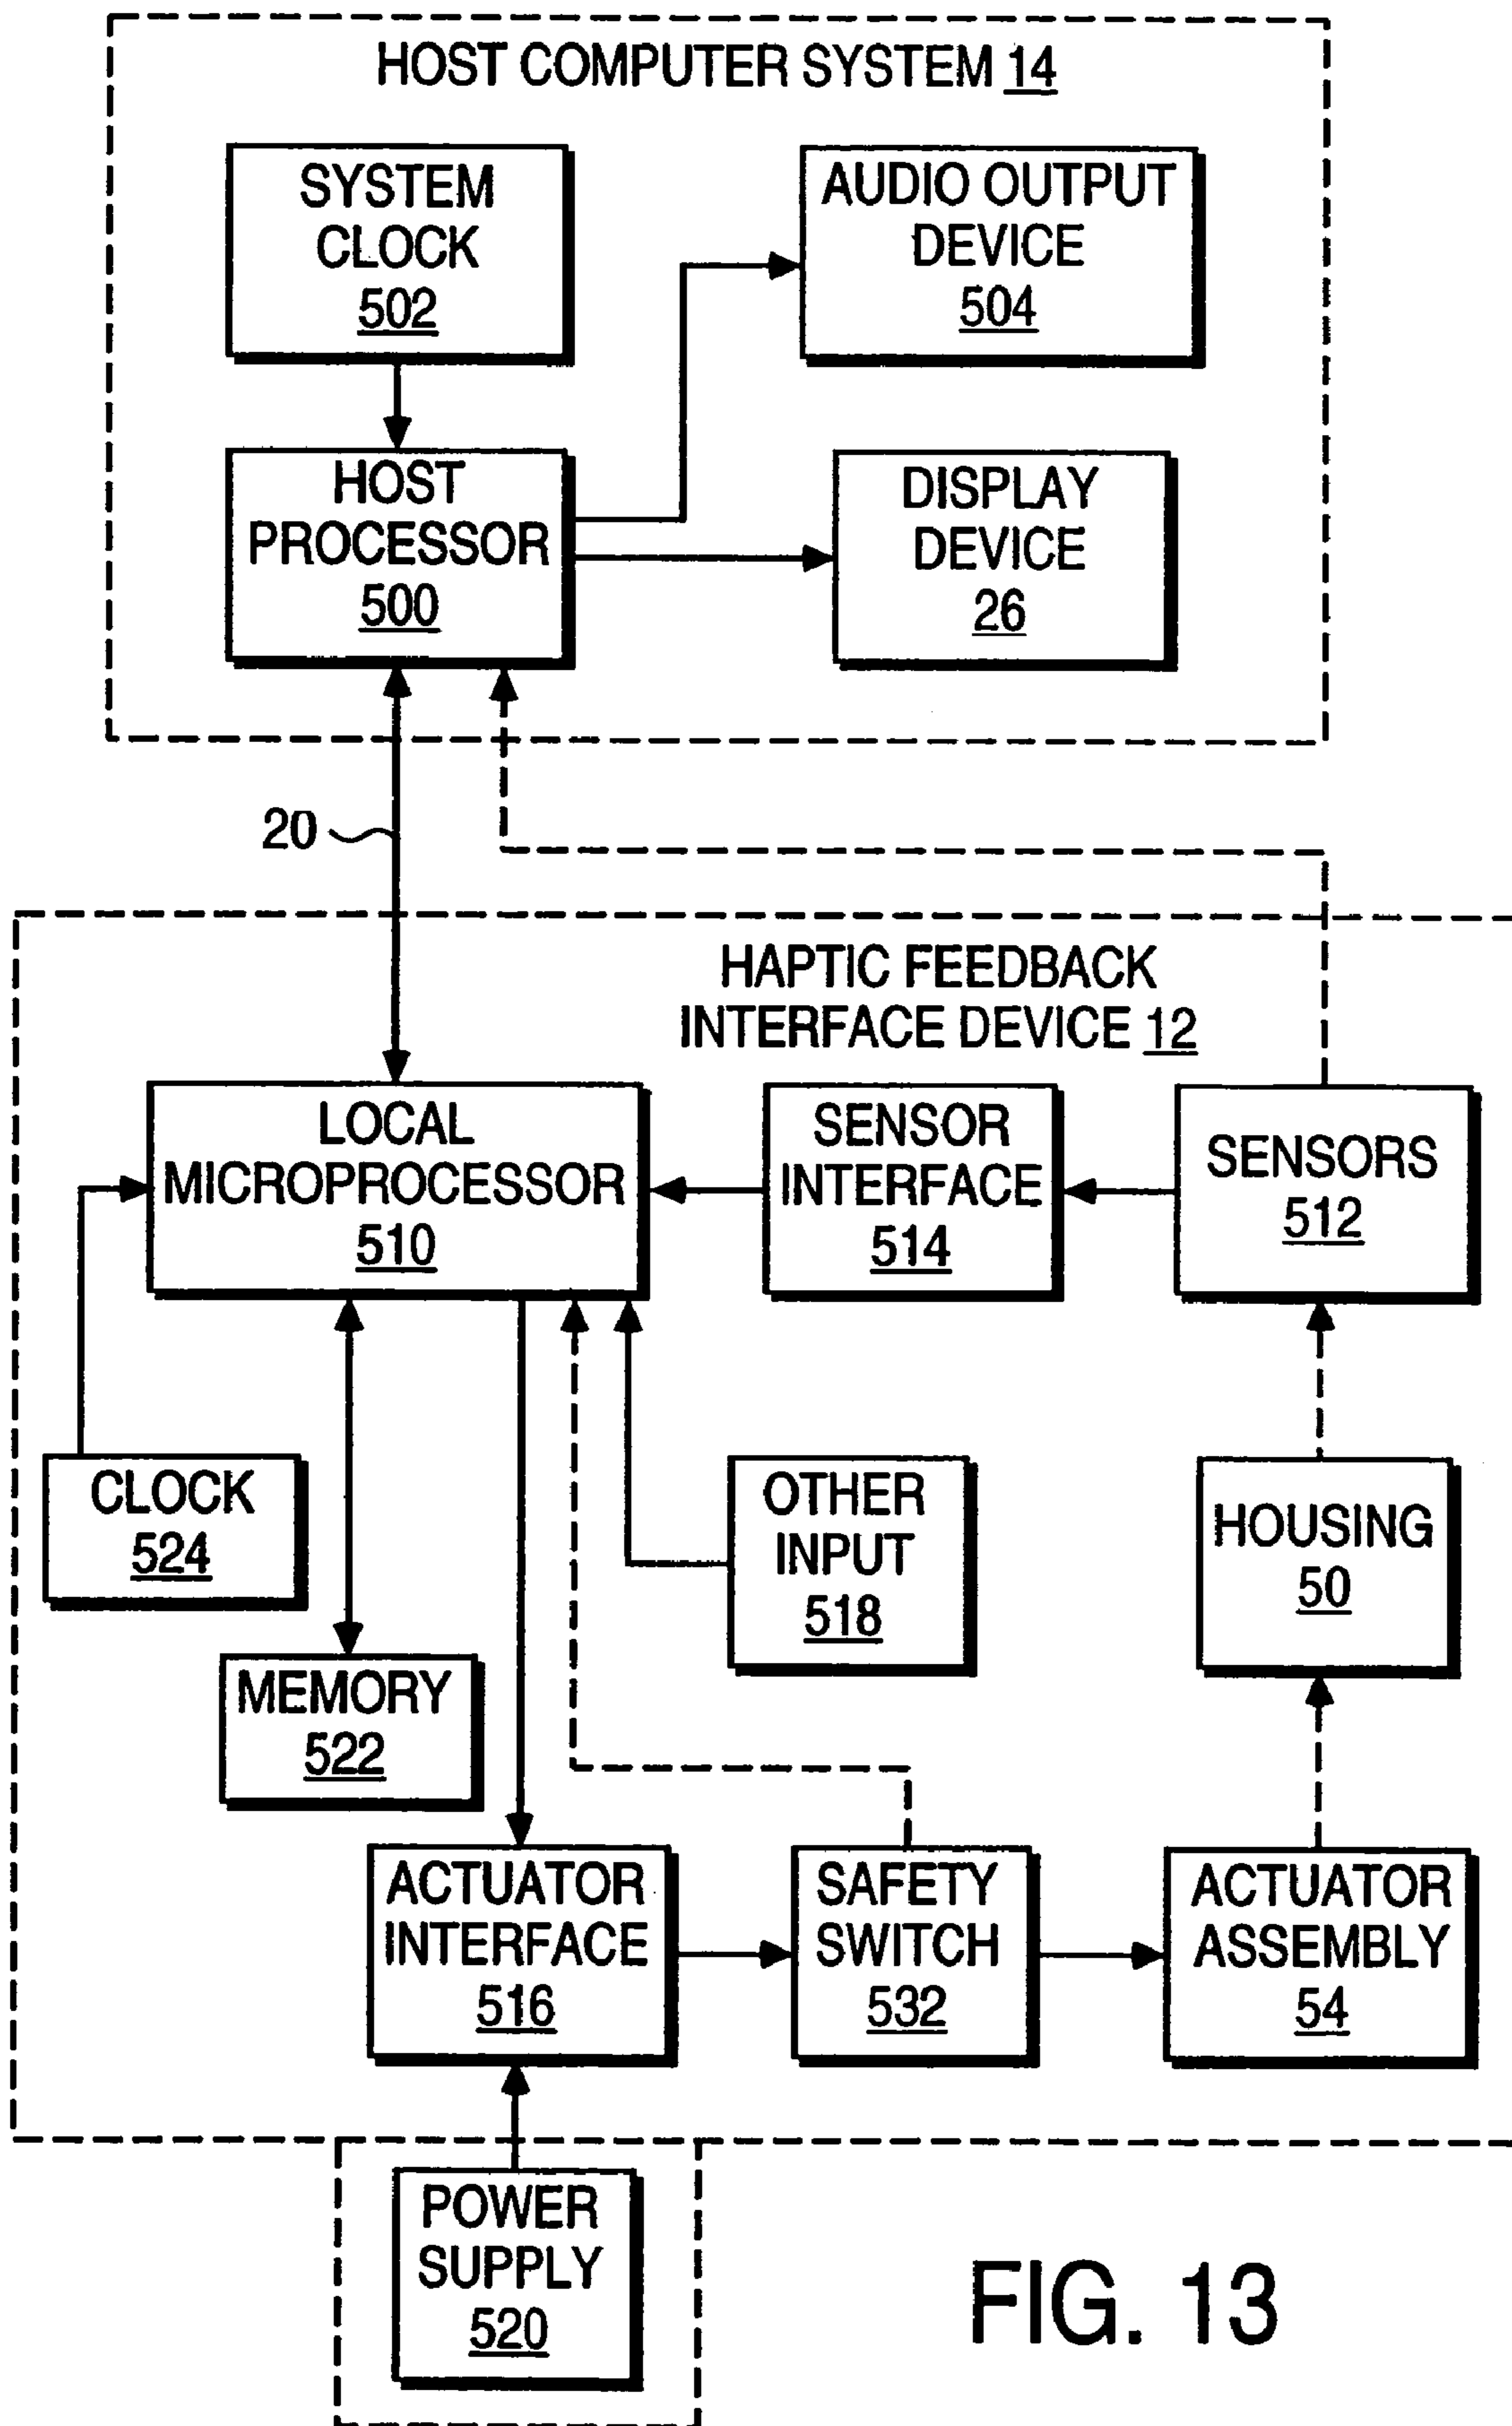 HOST COMPUTER SYSTEM 14
SYSTEM
CLOCK
502
AUDIO OUTPUT
DEVICE
504
HOST
PROCESSOR
500
DISPLAY
DEVICE
26
20
HAPTIC FEEDBACK
INTERFACE DEVICE 12
LOCAL
MICROPROCESSOR
510
SENSOR
INTERFACE
514
SENSORS
512
CLOCK
524
OTHER
INPUT
518
HOUSING
50
MEMORY
522
ACTUATOR
INTERFACE
516
SAFETY
SWITCH
532
ACTUATOR
ASSEMBLY
54
POWER
SUPPLY
520
FIG. 13